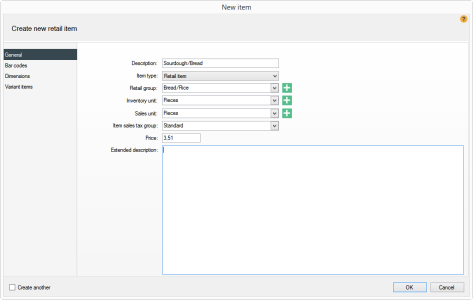 New item
?
Create new retail item
General
Bar codes
Dimensions
Variant items
Description: Sourdough/Bread
Item type: Retail item
Retail group: Bread/Rice
Inventory unit: Pieces
Sales unit: Pieces
Item sales tax group: Standard
Price: 3,51
Extended description:
Create another
OK
Cancel